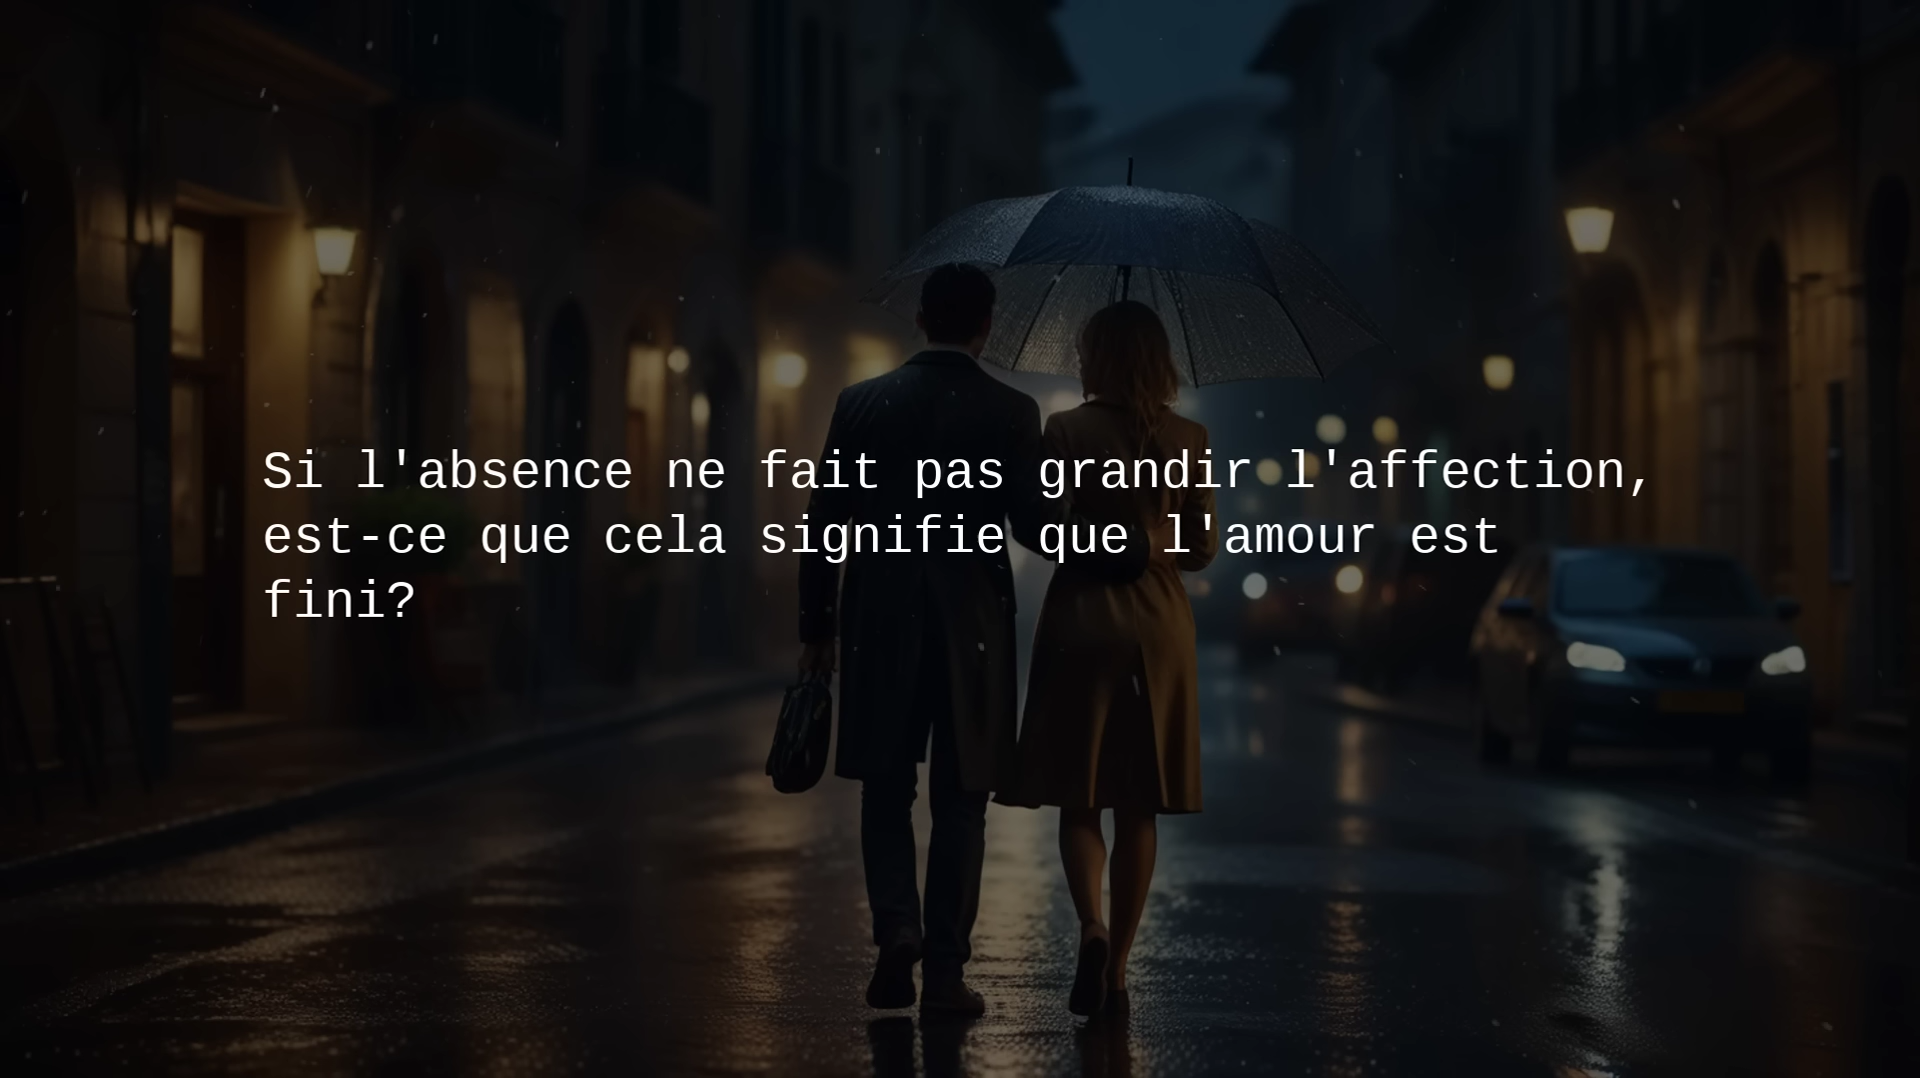 Si l'absence ne fait pas grandir l'affection,
est-ce que cela signifie que l'amour est
fini?